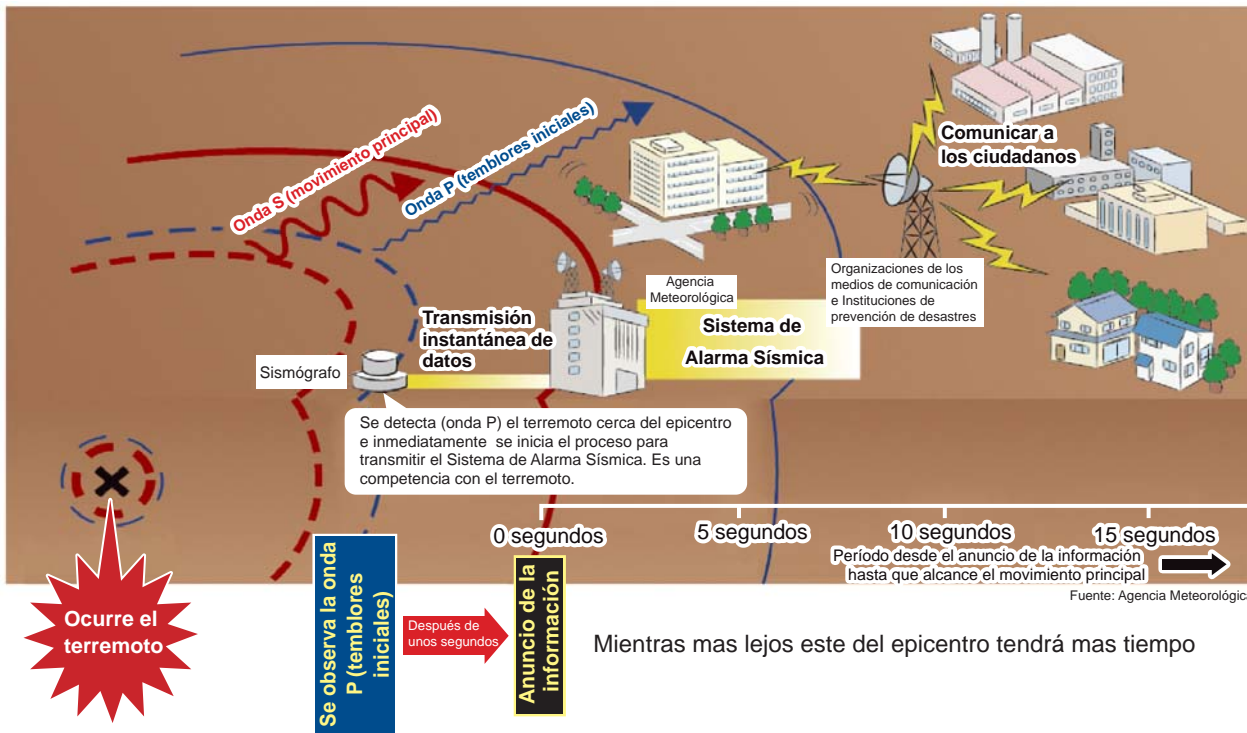 Onda S (movimiento principal)
Onda P (temblores iniciales)
Comunicar a
los ciudadanos
Agencia
Meteorológica
Organizaciones de los
medios de comunicación
e Instituciones de
prevención de desastres
Transmisión
instantánea de
datos
Sistema de
Alarma Sísmica
Sismógrafo
Se detecta (onda P) el terremoto cerca del epicentro
e inmediatamente se inicia el proceso para
transmitir el Sistema de Alarma Sísmica. Es una
competencia con el terremoto.
0 segundos
5 segundos
10 segundos
15 segundos
Período desde el anuncio de la información
hasta que alcance el movimiento principal
Fuente: Agencia Meteorológica
Ocurre el
terremoto
Se observa la onda
P (temblores
iniciales)
Después de
unos segundos
Anuncio de la
información
Mientras mas lejos este del epicentro tendrá mas tiempo